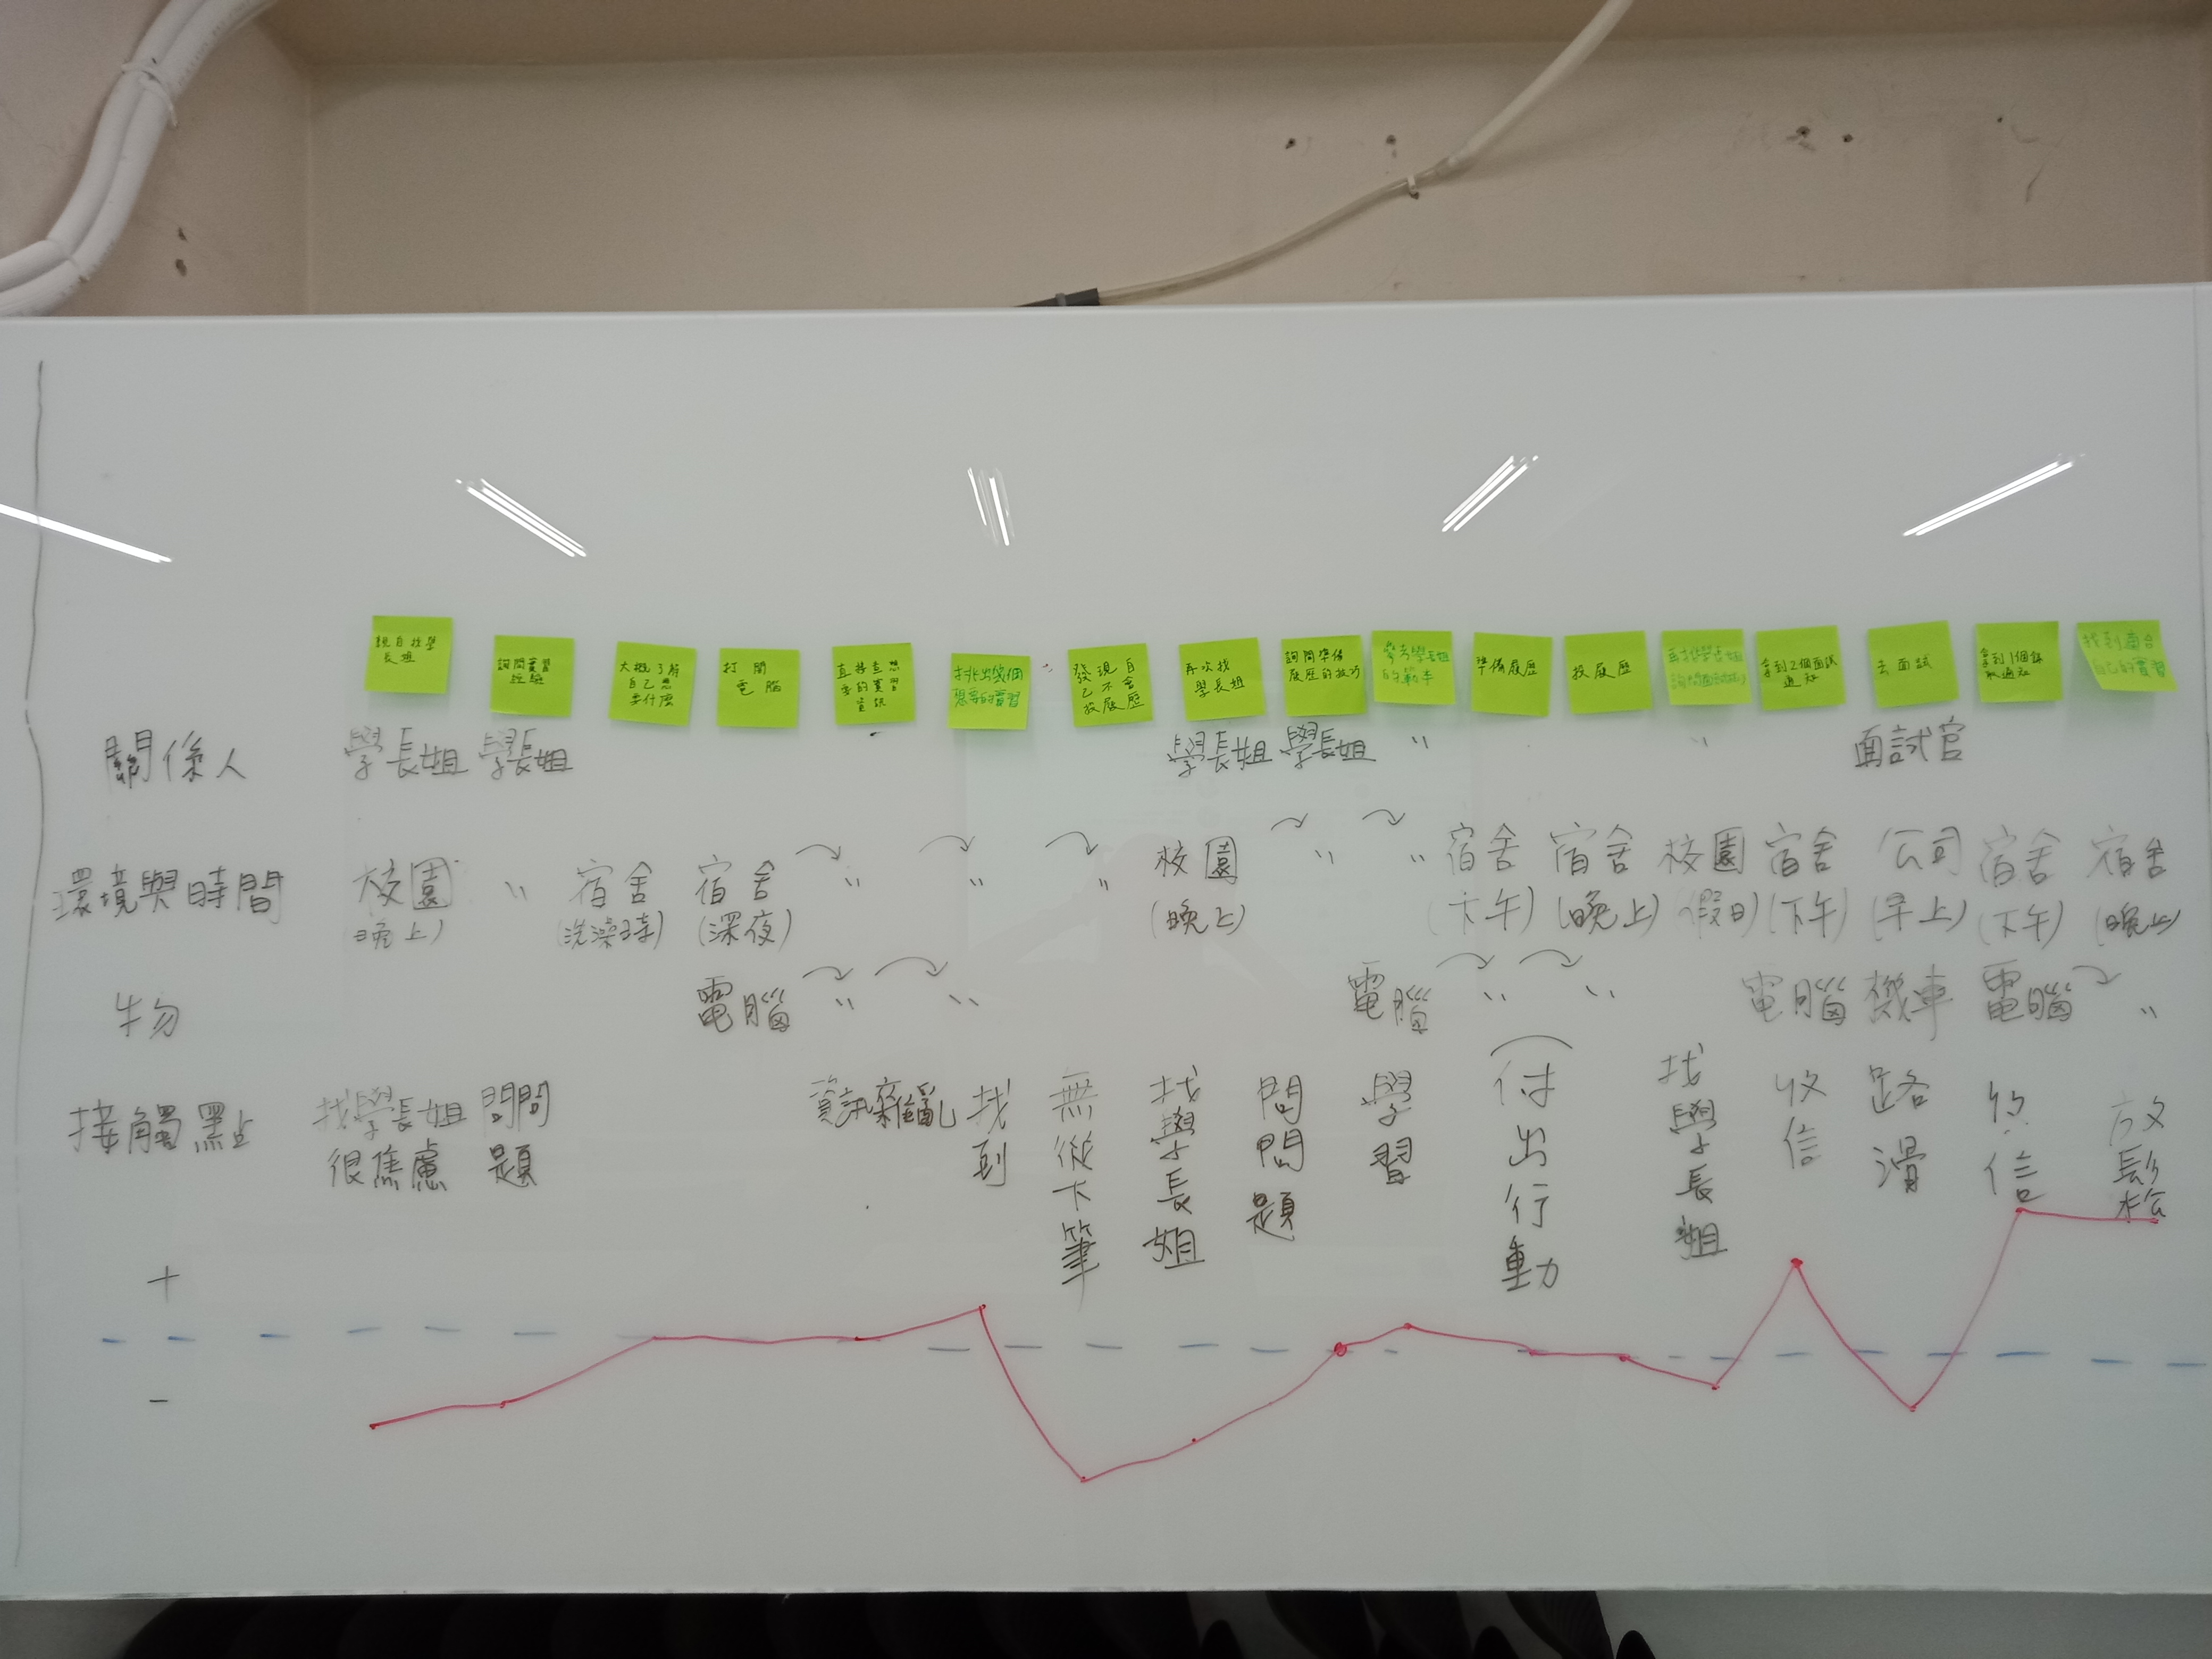 親自找學
長姐
詢問實習
經驗
大概了解
自己想
要什麼
打開
電腦
直接查想
要的實習
資訊
挑出幾個
想要的實習
發現自
己不會
投履歷
再次找
學長姐
詢問準備
履歷的技巧
參考學長姐
的範本
準備履歷
投履歷
再找學長姐
拿到2個面試
通知
去面試
拿到1個錄
取通知
找到適合
自己的實習
關係人 學長姐 學長姐 學長姐 學長姐 〃 〃 面試官
環境與時間 校園 〃 宿舍 宿舍 〃 〃 〃 校園 〃 〃 宿舍 宿舍 校園 宿舍 公司 宿舍 宿舍
(晚上) (洗澡時) (深夜) (晚上) (下午) (晚上) (假日) (下午) (早上) (下午) (晚上)
物 電腦 〃 〃 電腦 〃 〃 電腦 機車 電腦 〃
接觸點
找學長姐
很焦慮
問問
題
資訊雜亂
找到
無從下筆
找學長姐
問問題
學習
付出行動
找學長姐
收信
路滑
收信
放鬆
+
-